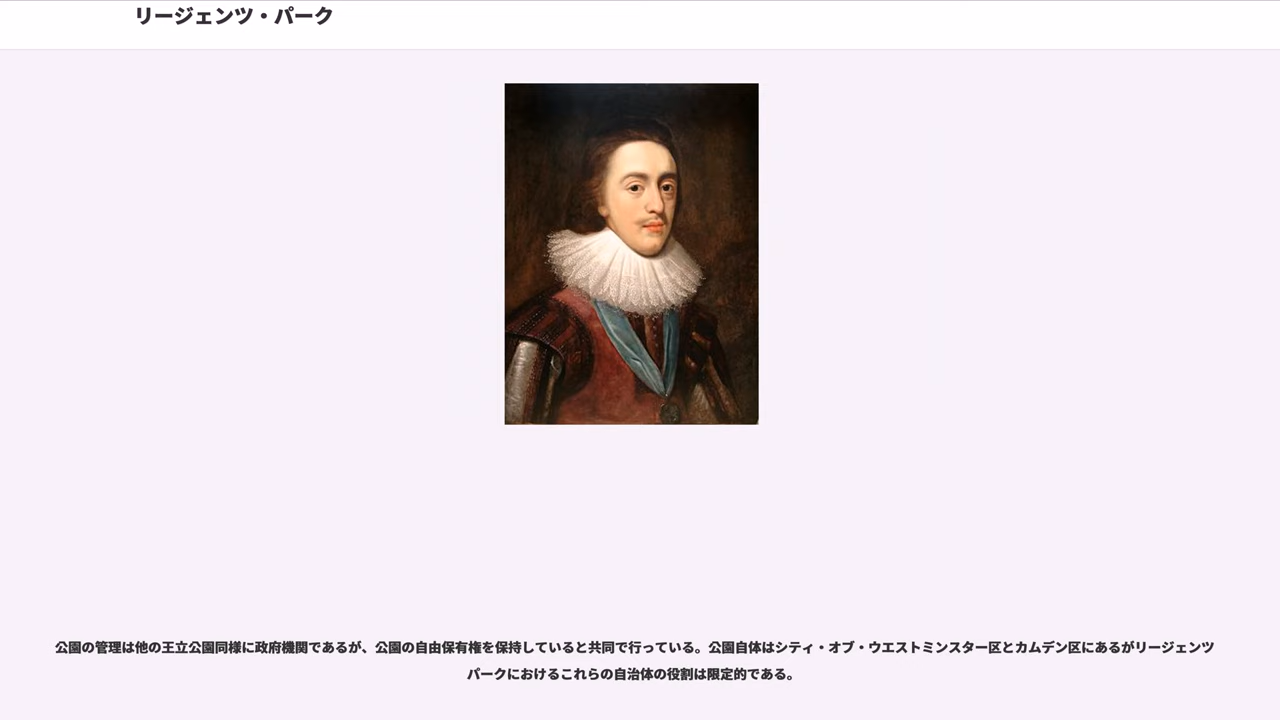 リージェンツ・パーク
公園の管理は他の王立公園同様に政府機関であるが、公園の自由保有権を保持していると共同で行っている。公園自体はシティ・オブ・ウエストミンスター区とカムデン区にあるがリージェンツ
パークにおけるこれらの自治体の役割は限定的である。